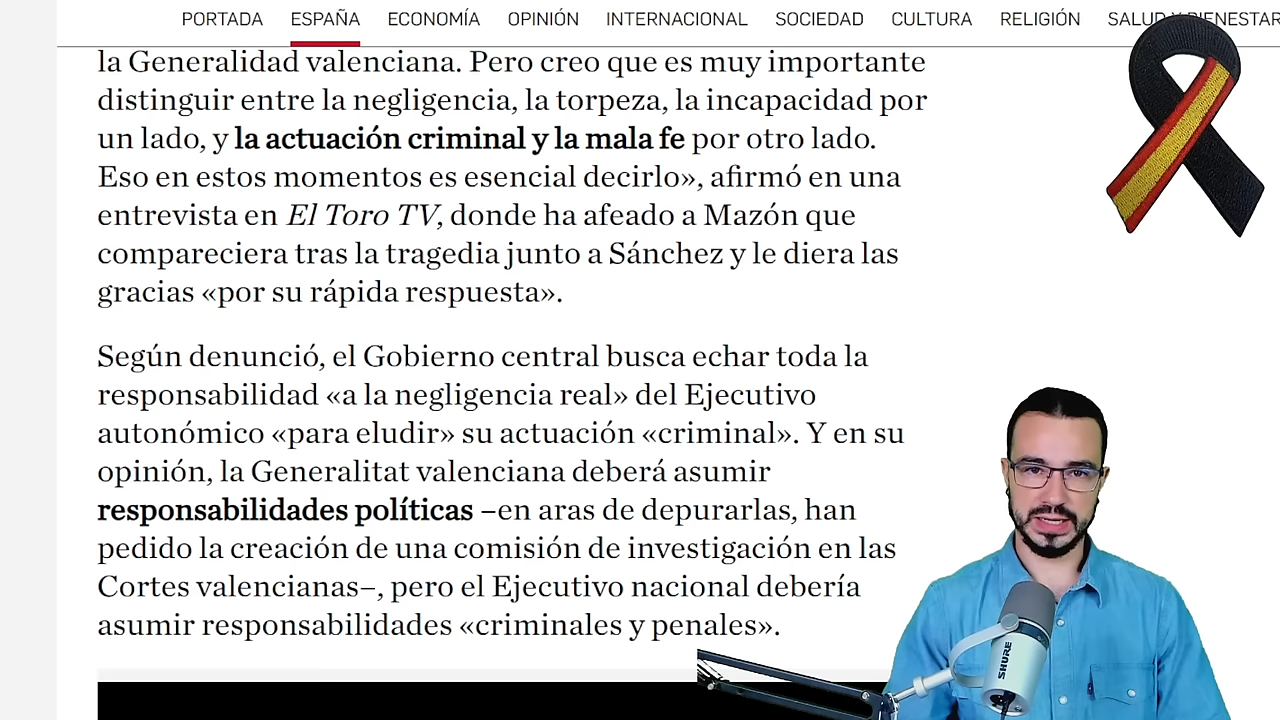 PORTADA ESPAÑA ECONOMÍA OPINIÓN INTERNACIONAL SOCIEDAD CULTURA RELIGIÓN SALUD Y BIENESTAR
la Generalidad valenciana. Pero creo que es muy importante
distinguir entre la negligencia, la torpeza, la incapacidad por
un lado, y la actuación criminal y la mala fe por otro lado.
Eso en estos momentos es esencial decirlo», afirmó en una
entrevista en El Toro TV, donde ha afeado a Mazón que
compareciera tras la tragedia junto a Sánchez y le diera las
gracias «por su rápida respuesta».
Según denunció, el Gobierno central busca echar toda la
responsabilidad «a la negligencia real» del Ejecutivo
autonómico «para eludir» su actuación «criminal». Y en su
opinión, la Generalitat valenciana deberá asumir
responsabilidades políticas –en aras de depurarlas, han
pedido la creación de una comisión de investigación en las
Cortes valencianas–, pero el Ejecutivo nacional debería
asumir responsabilidades «criminales y penales».
SHURE